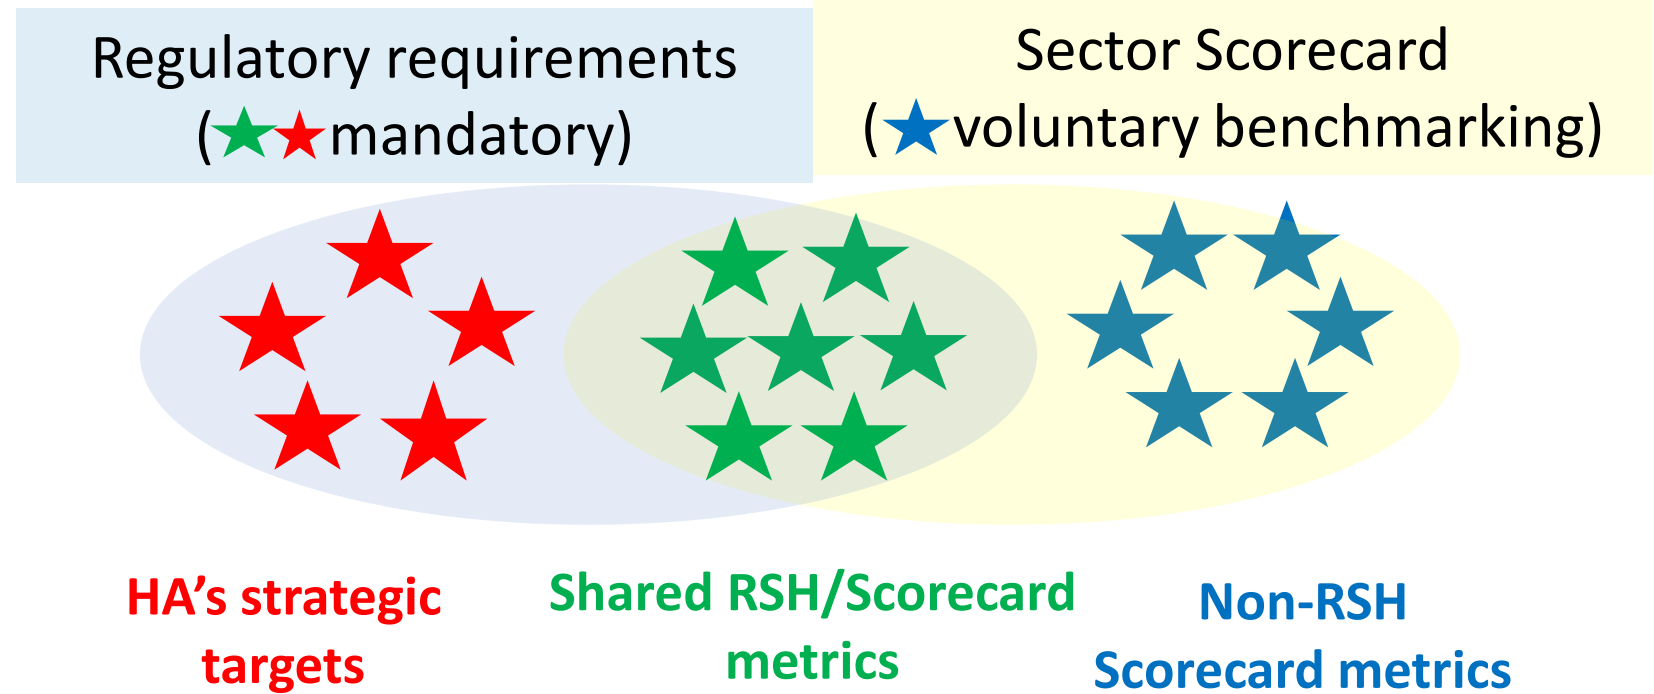 Regulatory requirements
(★★mandatory)
Sector Scorecard
(★voluntary benchmarking)
HA’s strategic
targets
Shared RSH/Scorecard
metrics
Non-RSH
Scorecard metrics